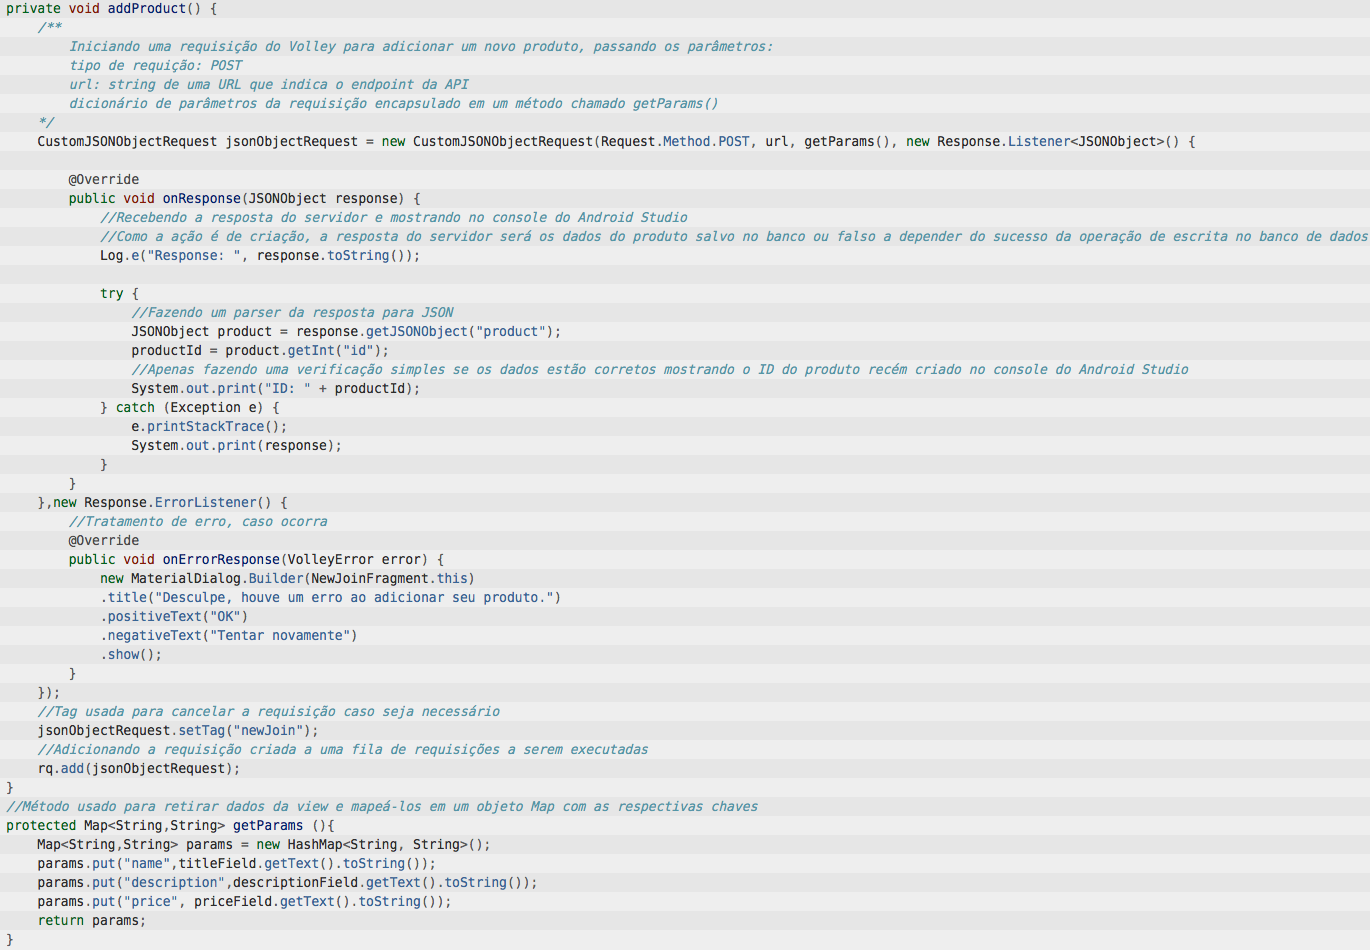 private void addProduct() {
    /**
        Iniciando uma requisição do Volley para adicionar um novo produto, passando os parâmetros:
        tipo de requição: POST
        url: string de uma URL que indica o endpoint da API
        dicionário de parâmetros da requisição encapsulado em um método chamado getParams()
    */
    CustomJSONObjectRequest jsonObjectRequest = new CustomJSONObjectRequest(Request.Method.POST, url, getParams(), new Response.Listener<JSONObject>() {

        @Override
        public void onResponse(JSONObject response) {
            //Recebendo a resposta do servidor e mostrando no console do Android Studio
            //Como a ação é de criação, a resposta do servidor será os dados do produto salvo no banco ou falso a depender do sucesso da operação de escrita no banco de dados
            Log.e("Response: ", response.toString());

            try {
                //Fazendo um parser da resposta para JSON
                JSONObject product = response.getJSONObject("product");
                productId = product.getInt("id");
                //Apenas fazendo uma verificação simples se os dados estão corretos mostrando o ID do produto recém criado no console do Android Studio
                System.out.print("ID: " + productId);
            } catch (Exception e) {
                e.printStackTrace();
                System.out.print(response);
            }
        }
    },new Response.ErrorListener() {
        //Tratamento de erro, caso ocorra
        @Override
        public void onErrorResponse(VolleyError error) {
            new MaterialDialog.Builder(NewJoinFragment.this)
            .title("Desculpe, houve um erro ao adicionar seu produto.")
            .positiveText("OK")
            .negativeText("Tentar novamente")
            .show();
        }
    });
    //Tag usada para cancelar a requisição caso seja necessário
    jsonObjectRequest.setTag("newJoin");
    //Adicionando a requisição criada a uma fila de requisições a serem executadas
    rq.add(jsonObjectRequest);
}
//Método usado para retirar dados da view e mapeá-los em um objeto Map com as respectivas chaves
protected Map<String,String> getParams (){
    Map<String,String> params = new HashMap<String, String>();
    params.put("name",titleField.getText().toString());
    params.put("description",descriptionField.getText().toString());
    params.put("price", priceField.getText().toString());
    return params;
}